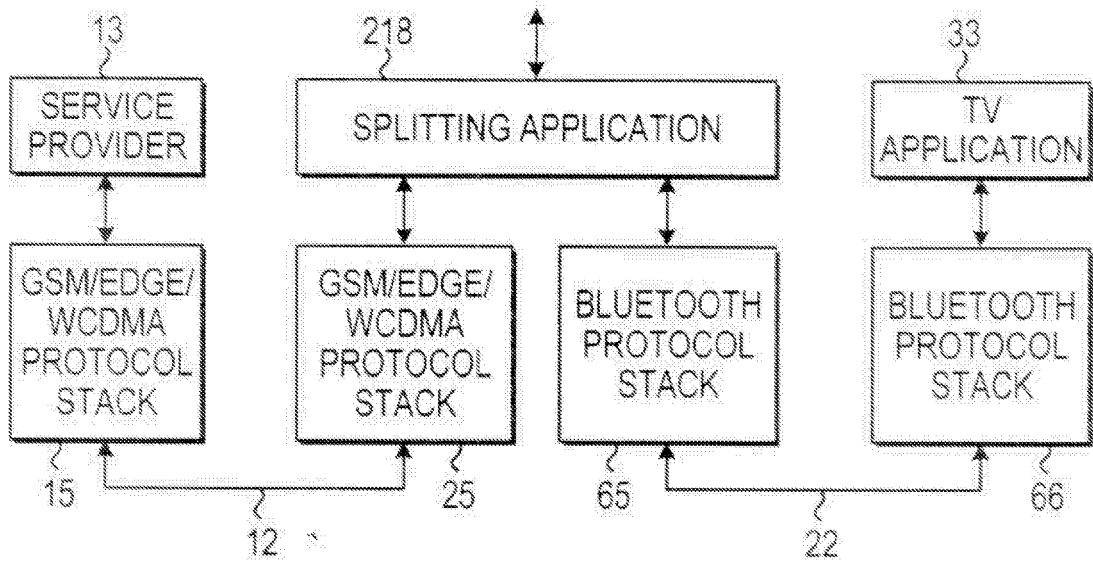 13
218
33
SERVICE
PROVIDER
SPLITTING APPLICATION
TV
APPLICATION
GSM/EDGE/
WCDMA
PROTOCOL
STACK
GSM/EDGE/
WCDMA
PROTOCOL
STACK
BLUETOOTH
PROTOCOL
STACK
BLUETOOTH
PROTOCOL
STACK
15
25
65
66
12
22